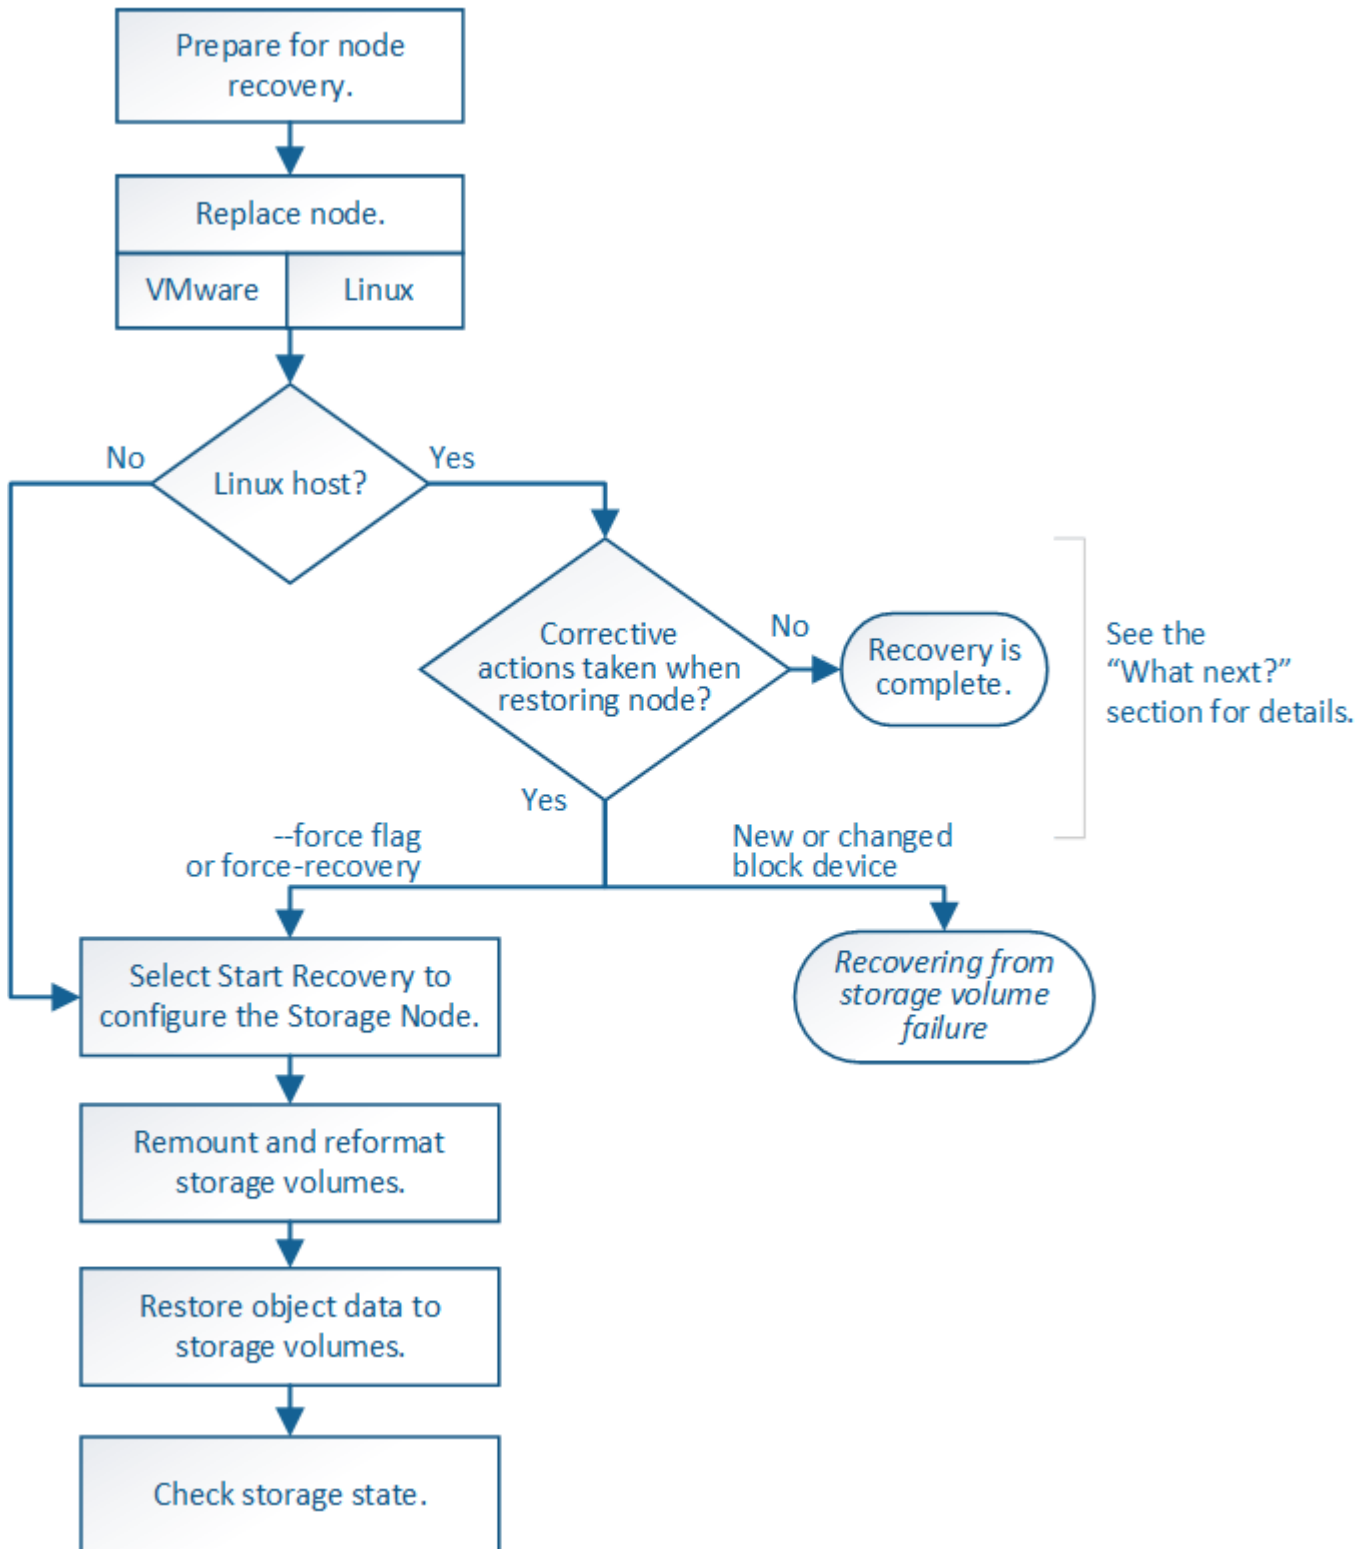 Prepare for node
recovery.
Replace node.
VMware
Linux
Linux host?
No
Yes
Corrective
actions taken when
restoring node?
No
Recovery is
complete.
See the
“What next?”
section for details.
Yes
--force flag
or force-recovery
New or changed
block device
Select Start Recovery to
configure the Storage Node.
Recovering from
storage volume
failure
Remount and reformat
storage volumes.
Restore object data to
storage volumes.
Check storage state.